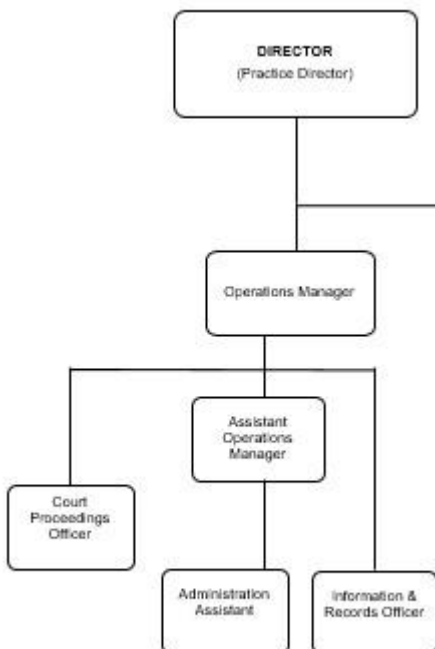 DIRECTOR
(Practice Director)
Operations Manager
Assistant
Operations
Manager
Court
Proceedings
Officer
Administration
Assistant
Information &
Records Officer